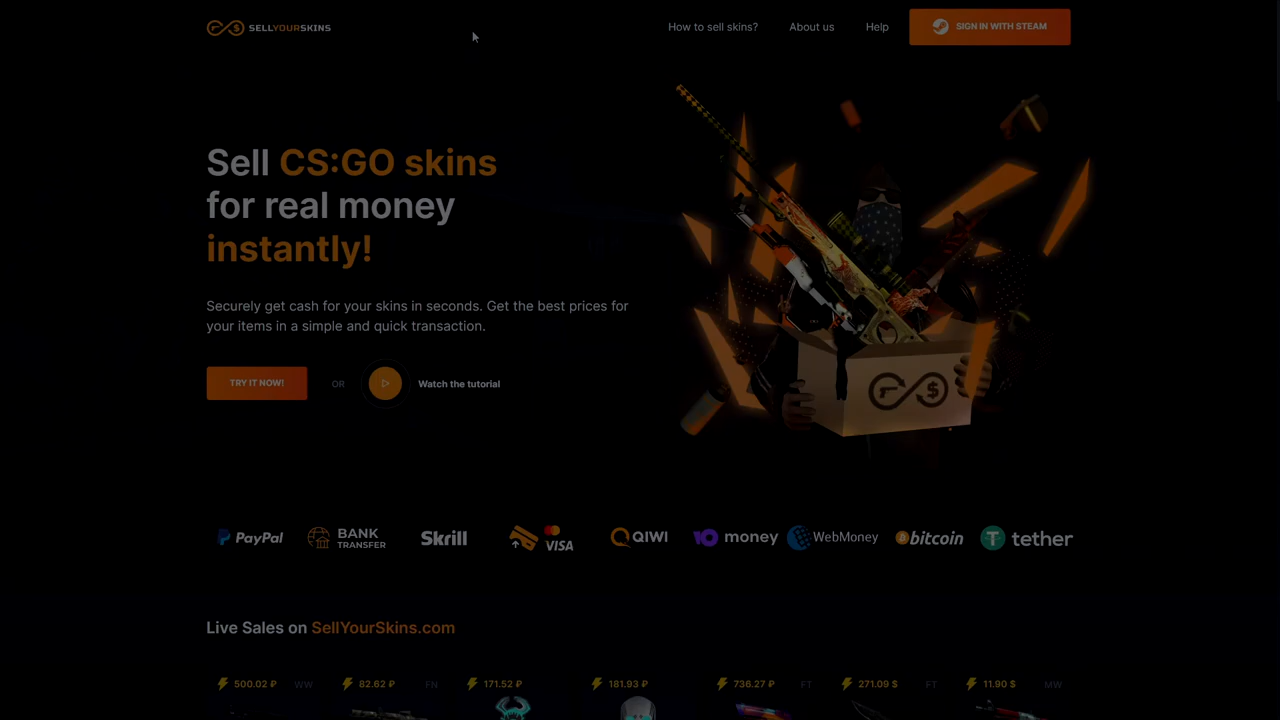 SELLYOURSKINS
How to sell skins?
About us
Help
SIGN IN WITH STEAM
Sell CS:GO skins
for real money
instantly!
Securely get cash for your skins in seconds. Get the best prices for
your items in a simple and quick transaction.
TRY IT NOW!
OR
Watch the tutorial
PayPal
BANK
TRANSFER
Skrill
VISA
QIWI
money
WebMoney
bitcoin
tether
Live Sales on SellYourSkins.com
500.02 ₽ WW
82.62 ₽ FN
171.52 ₽
181.93 ₽
736.27 ₽ FT
271.09 $ FT
11.90 $ MW